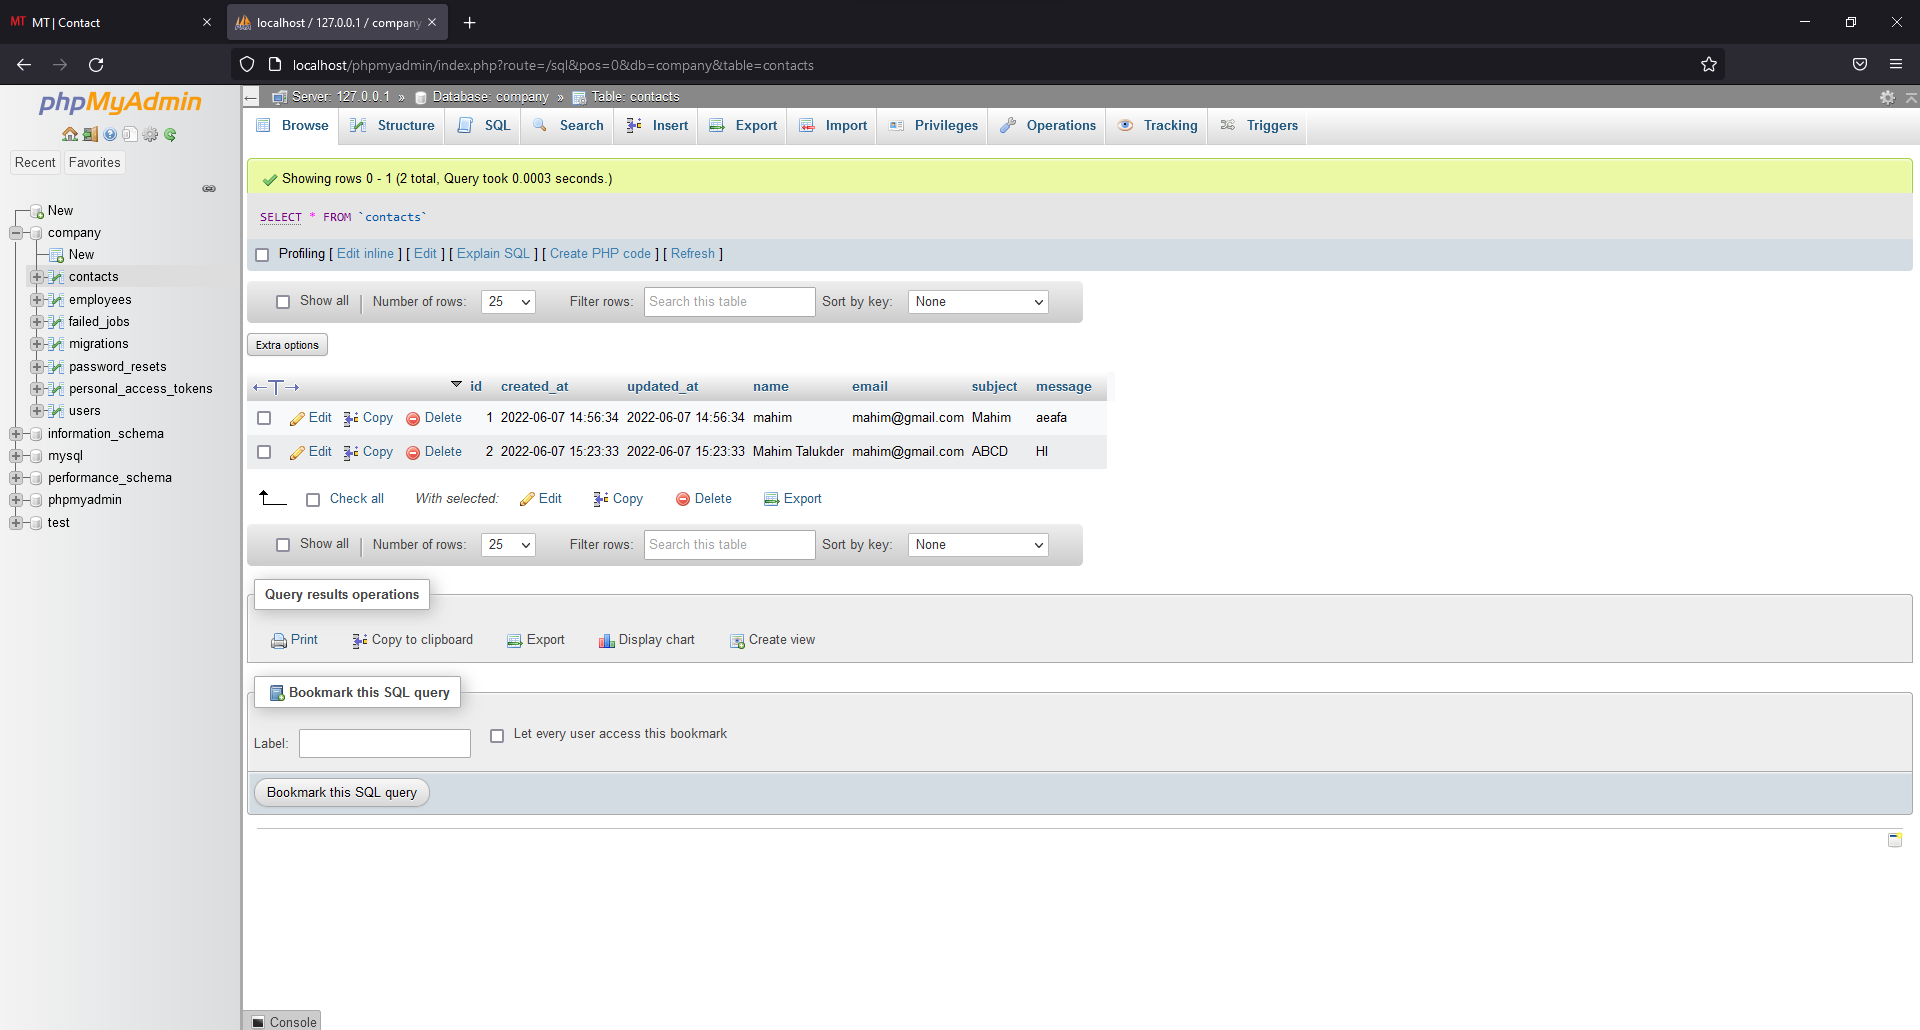 MT MT | Contact
localhost / 127.0.0.1 / company
localhost/phpmyadmin/index.php?route=/sql&pos=0&db=company&table=contacts
phpMyAdmin
Recent Favorites
New
company
New
contacts
employees
failed_jobs
migrations
password_resets
personal_access_tokens
users
information_schema
mysql
performance_schema
phpmyadmin
test
Server: 127.0.0.1 » Database: company » Table: contacts
Browse Structure SQL Search Insert Export Import Privileges Operations Tracking Triggers
Showing rows 0 - 1 (2 total, Query took 0.0003 seconds.)
SELECT * FROM `contacts`
Profiling [ Edit inline ] [ Edit ] [ Explain SQL ] [ Create PHP code ] [ Refresh ]
Show all Number of rows: 25 Filter rows: Search this table Sort by key: None
Extra options
←T→ id created_at updated_at name email subject message
Edit Copy Delete 1 2022-06-07 14:56:34 2022-06-07 14:56:34 mahim mahim@gmail.com Mahim aeafa
Edit Copy Delete 2 2022-06-07 15:23:33 2022-06-07 15:23:33 Mahim Talukder mahim@gmail.com ABCD HI
Check all With selected: Edit Copy Delete Export
Show all Number of rows: 25 Filter rows: Search this table Sort by key: None
Query results operations
Print Copy to clipboard Export Display chart Create view
Bookmark this SQL query
Label: Let every user access this bookmark
Bookmark this SQL query
Console